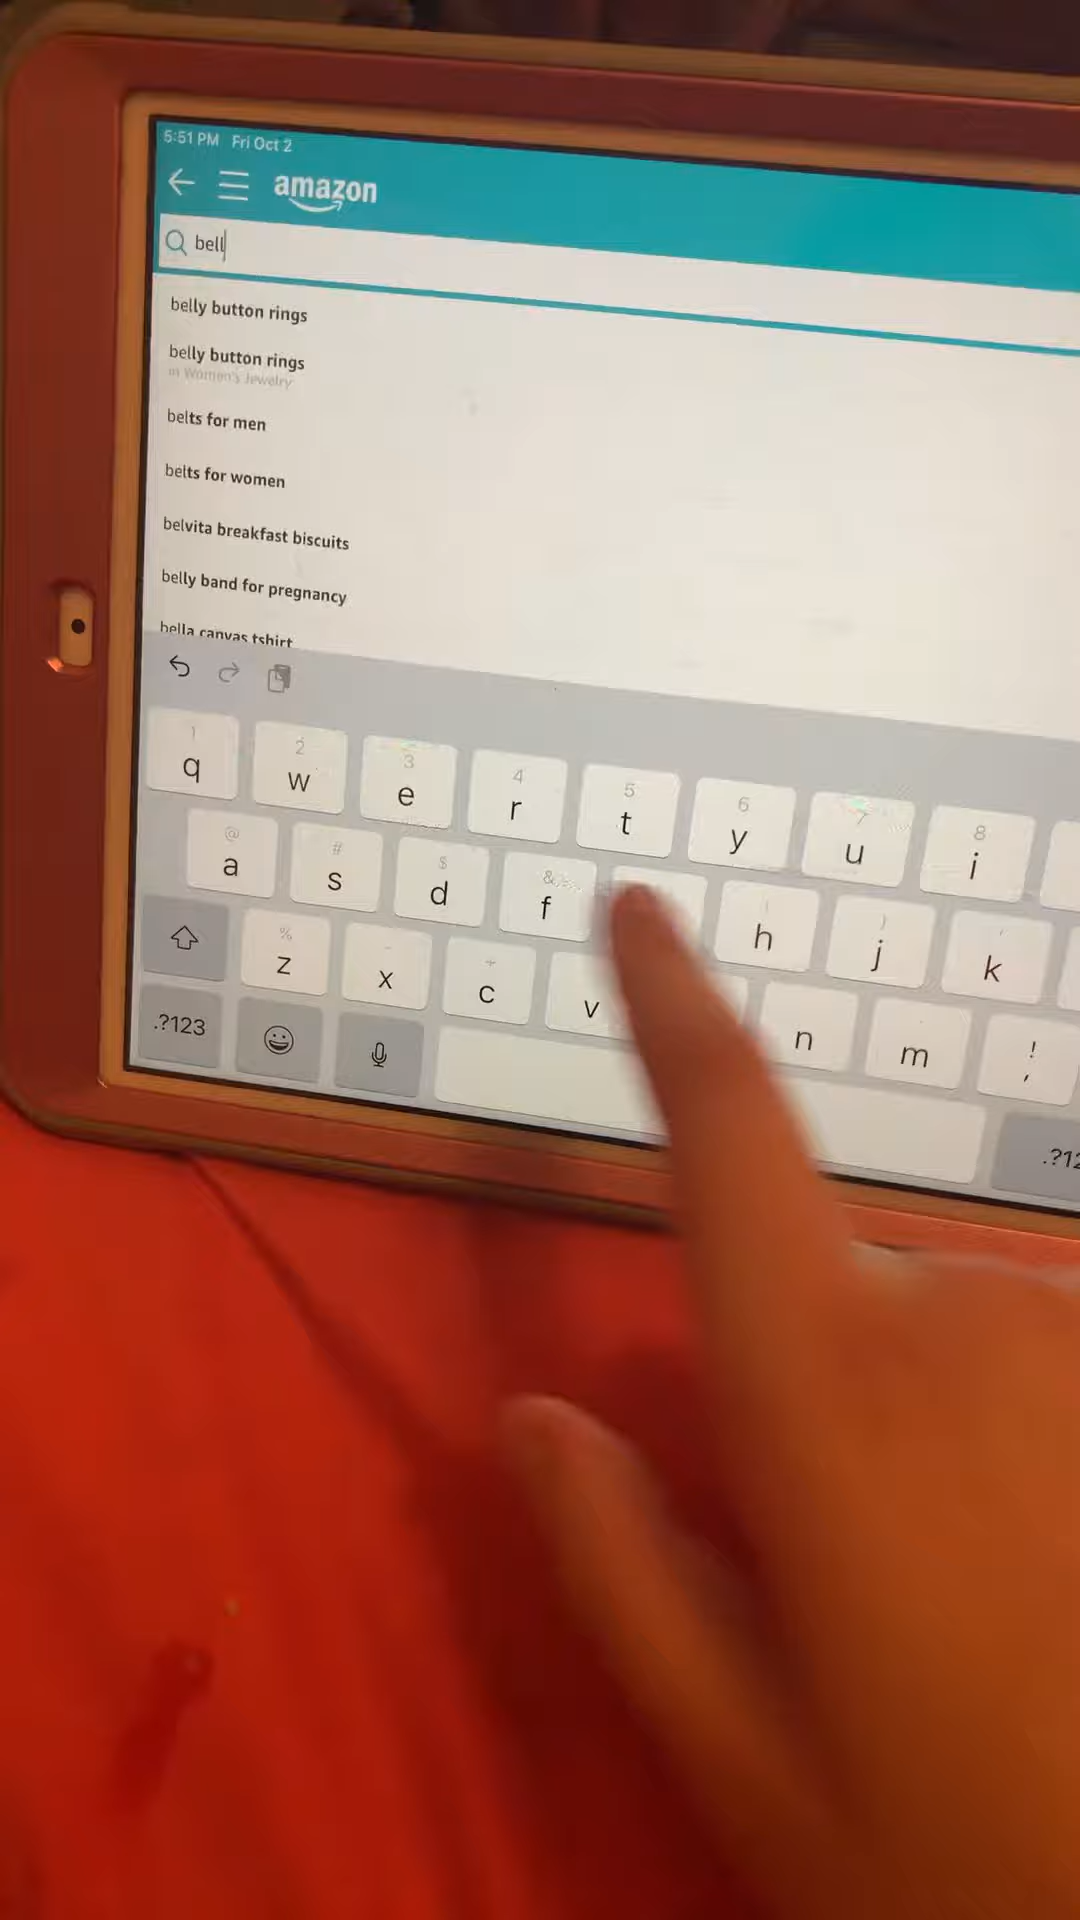 5:51 PM Fri Oct 2
amazon
bell
belly button rings
belly button rings
in Women's Jewelry
belts for men
belts for women
belvita breakfast biscuits
belly band for pregnancy
bella canvas tshirt
1 2 3 4 5 6 7 8
q w e r t y u i
@ # $ &
a s d f h j k
% - +
z x c v n m ! ,
.?123 .?12